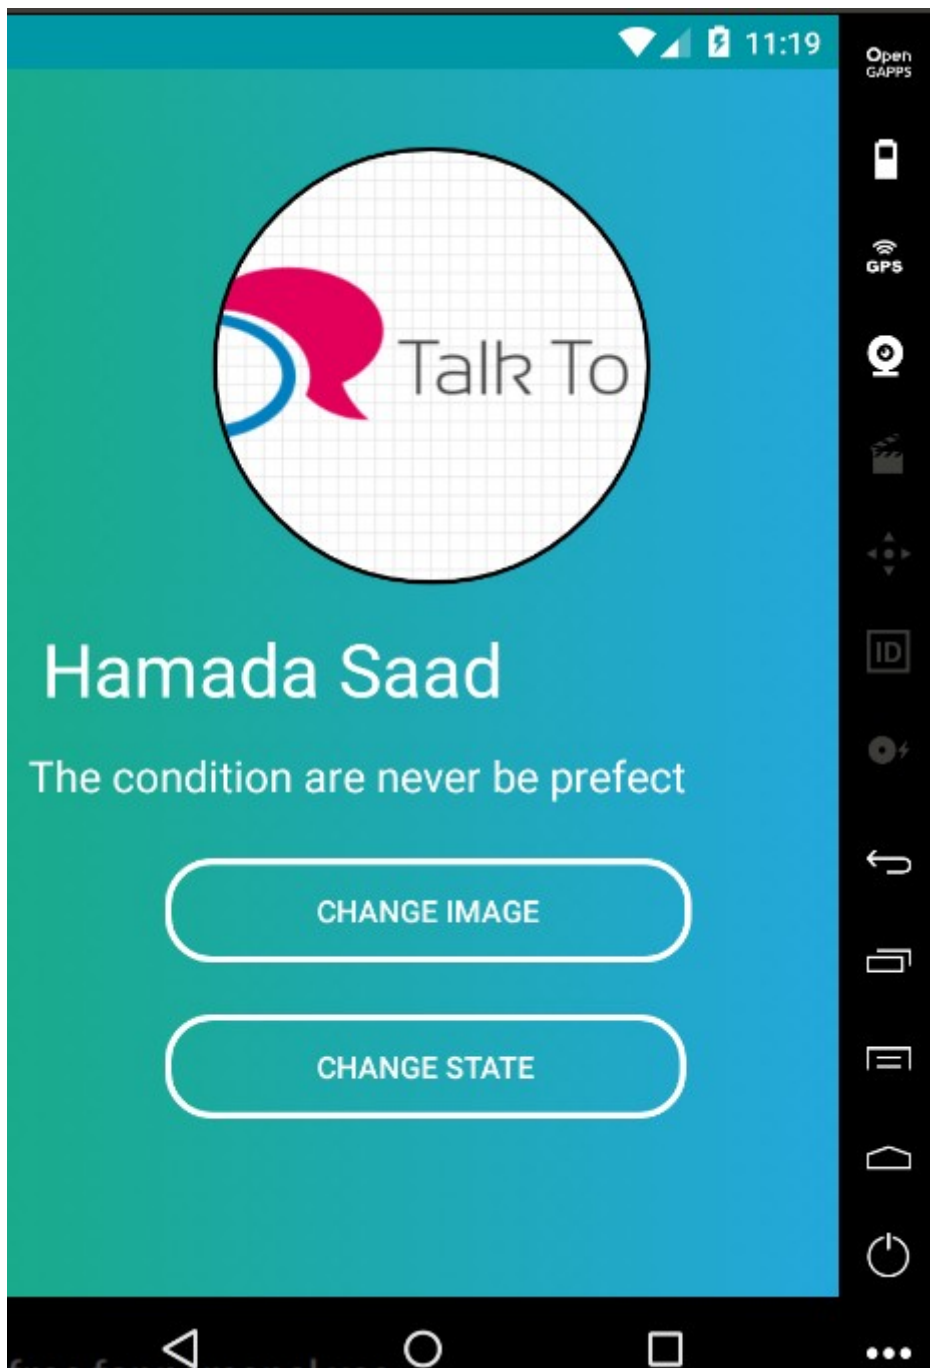 11:19
Open
GAPPS
GPS
Talk To
Hamada Saad
The condition are never be prefect
CHANGE IMAGE
ID
CHANGE STATE